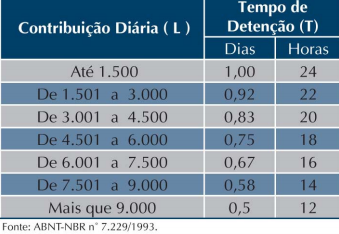 Contribuição Diária ( L ) Tempo de Detenção (T)
Dias Horas
Até 1.500 1,00 24
De 1.501 a 3.000 0,92 22
De 3.001 a 4.500 0,83 20
De 4.501 a 6.000 0,75 18
De 6.001 a 7.500 0,67 16
De 7.501 a 9.000 0,58 14
Mais que 9.000 0,5 12
Fonte: ABNT-NBR n° 7.229/1993.